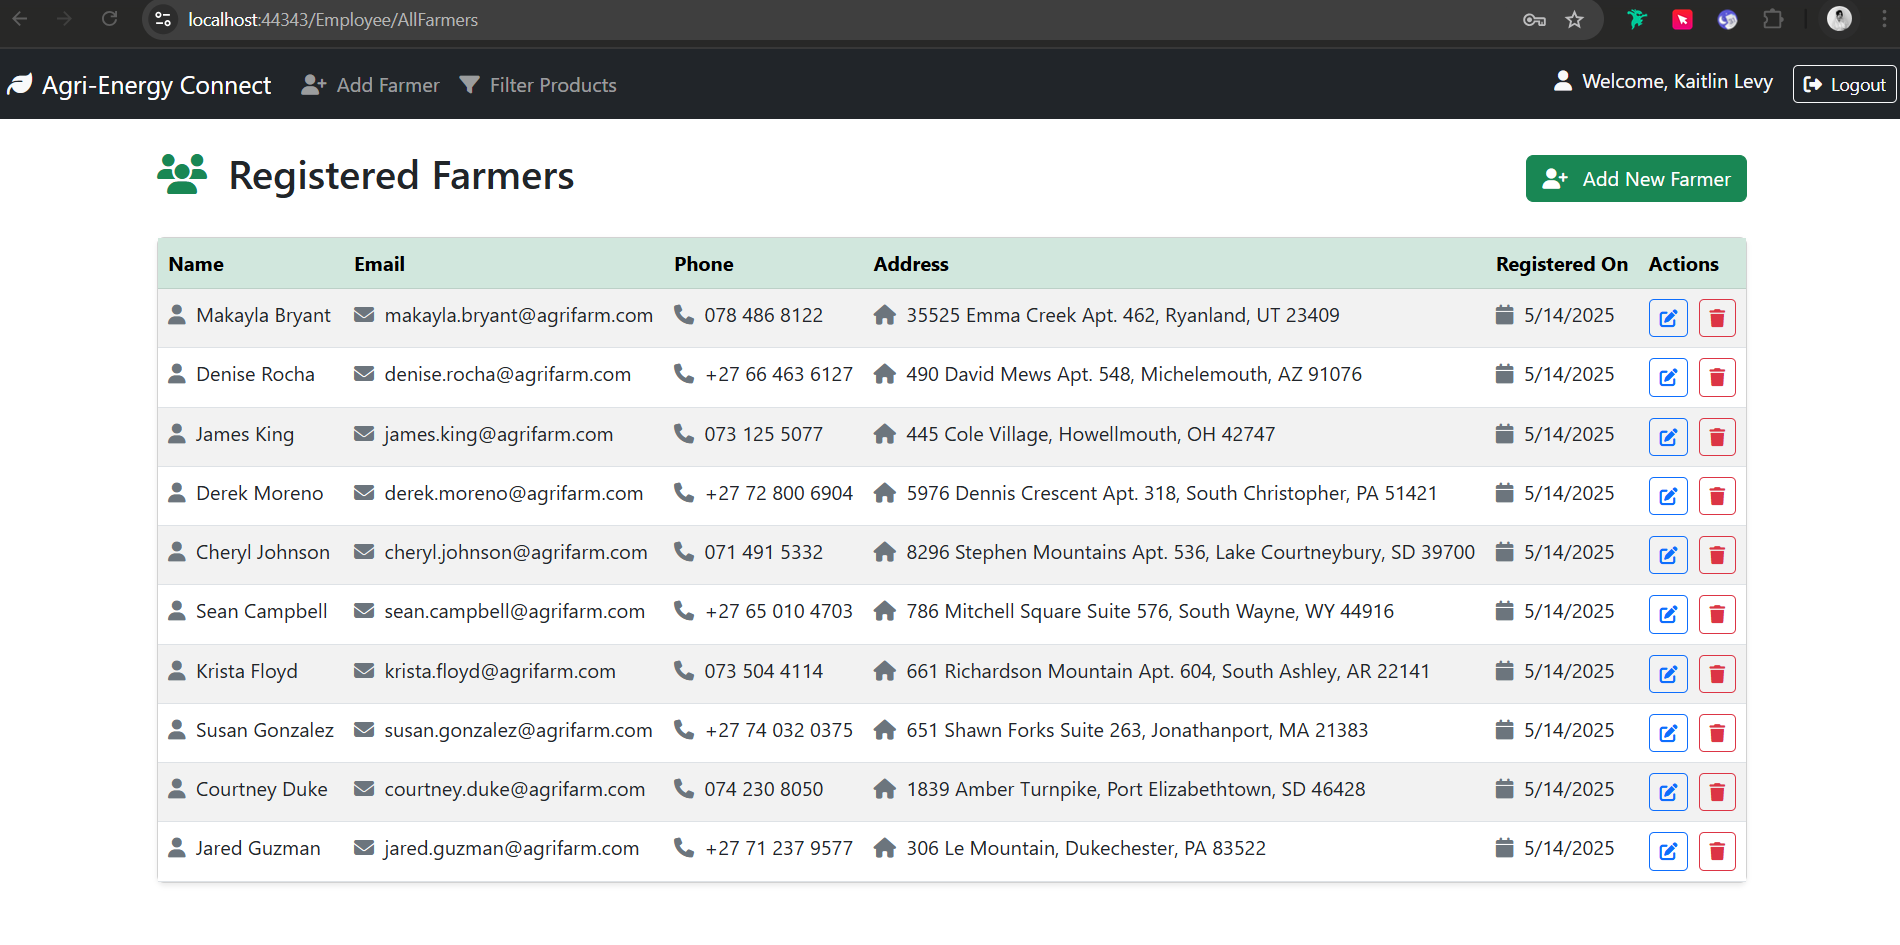 localhost:44343/Employee/AllFarmers
Agri-Energy Connect Add Farmer Filter Products Welcome, Kaitlin Levy Logout
Registered Farmers Add New Farmer
Name Email Phone Address Registered On Actions
Makayla Bryant makayla.bryant@agrifarm.com 078 486 8122 35525 Emma Creek Apt. 462, Ryanland, UT 23409 5/14/2025
Denise Rocha denise.rocha@agrifarm.com +27 66 463 6127 490 David Mews Apt. 548, Michelemouth, AZ 91076 5/14/2025
James King james.king@agrifarm.com 073 125 5077 445 Cole Village, Howellmouth, OH 42747 5/14/2025
Derek Moreno derek.moreno@agrifarm.com +27 72 800 6904 5976 Dennis Crescent Apt. 318, South Christopher, PA 51421 5/14/2025
Cheryl Johnson cheryl.johnson@agrifarm.com 071 491 5332 8296 Stephen Mountains Apt. 536, Lake Courtneybury, SD 39700 5/14/2025
Sean Campbell sean.campbell@agrifarm.com +27 65 010 4703 786 Mitchell Square Suite 576, South Wayne, WY 44916 5/14/2025
Krista Floyd krista.floyd@agrifarm.com 073 504 4114 661 Richardson Mountain Apt. 604, South Ashley, AR 22141 5/14/2025
Susan Gonzalez susan.gonzalez@agrifarm.com +27 74 032 0375 651 Shawn Forks Suite 263, Jonathanport, MA 21383 5/14/2025
Courtney Duke courtney.duke@agrifarm.com 074 230 8050 1839 Amber Turnpike, Port Elizabethtown, SD 46428 5/14/2025
Jared Guzman jared.guzman@agrifarm.com +27 71 237 9577 306 Le Mountain, Dukechester, PA 83522 5/14/2025